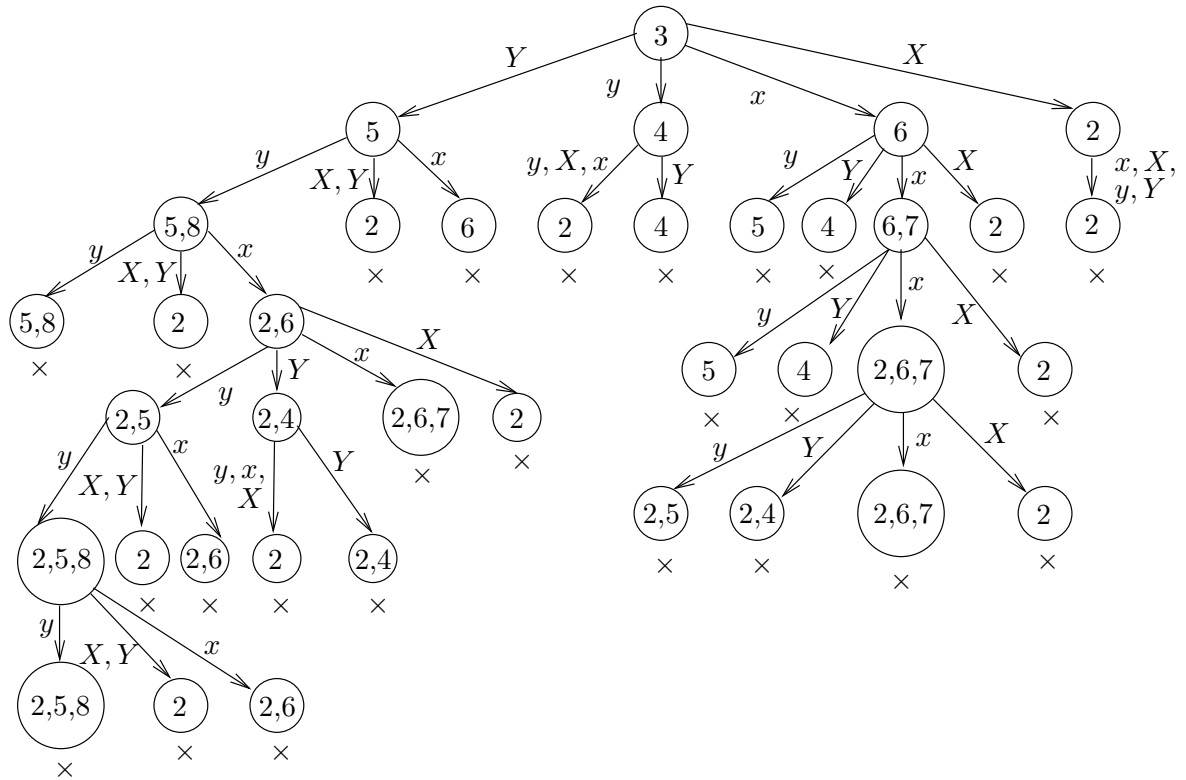 3
Y y x X
5 4 6 2
y X, Y x y, X, x Y y Y x X x, X,
y, Y
5,8 2 6 2 4 5 4 6,7 2 2
× × × × × × × ×
y X, Y x y Y x X
5,8 2 2,6
× ×
y Y x X
5 4 2,6,7 2
× × ×
2,5 2,4 2,6,7 2
× ×
y X, Y x y, x,
X Y y Y x X
2,5 2,4 2,6,7 2
× × × ×
2,5,8 2 2,6 2 2,4
× × × ×
y X, Y x
2,5,8 2 2,6
× × ×